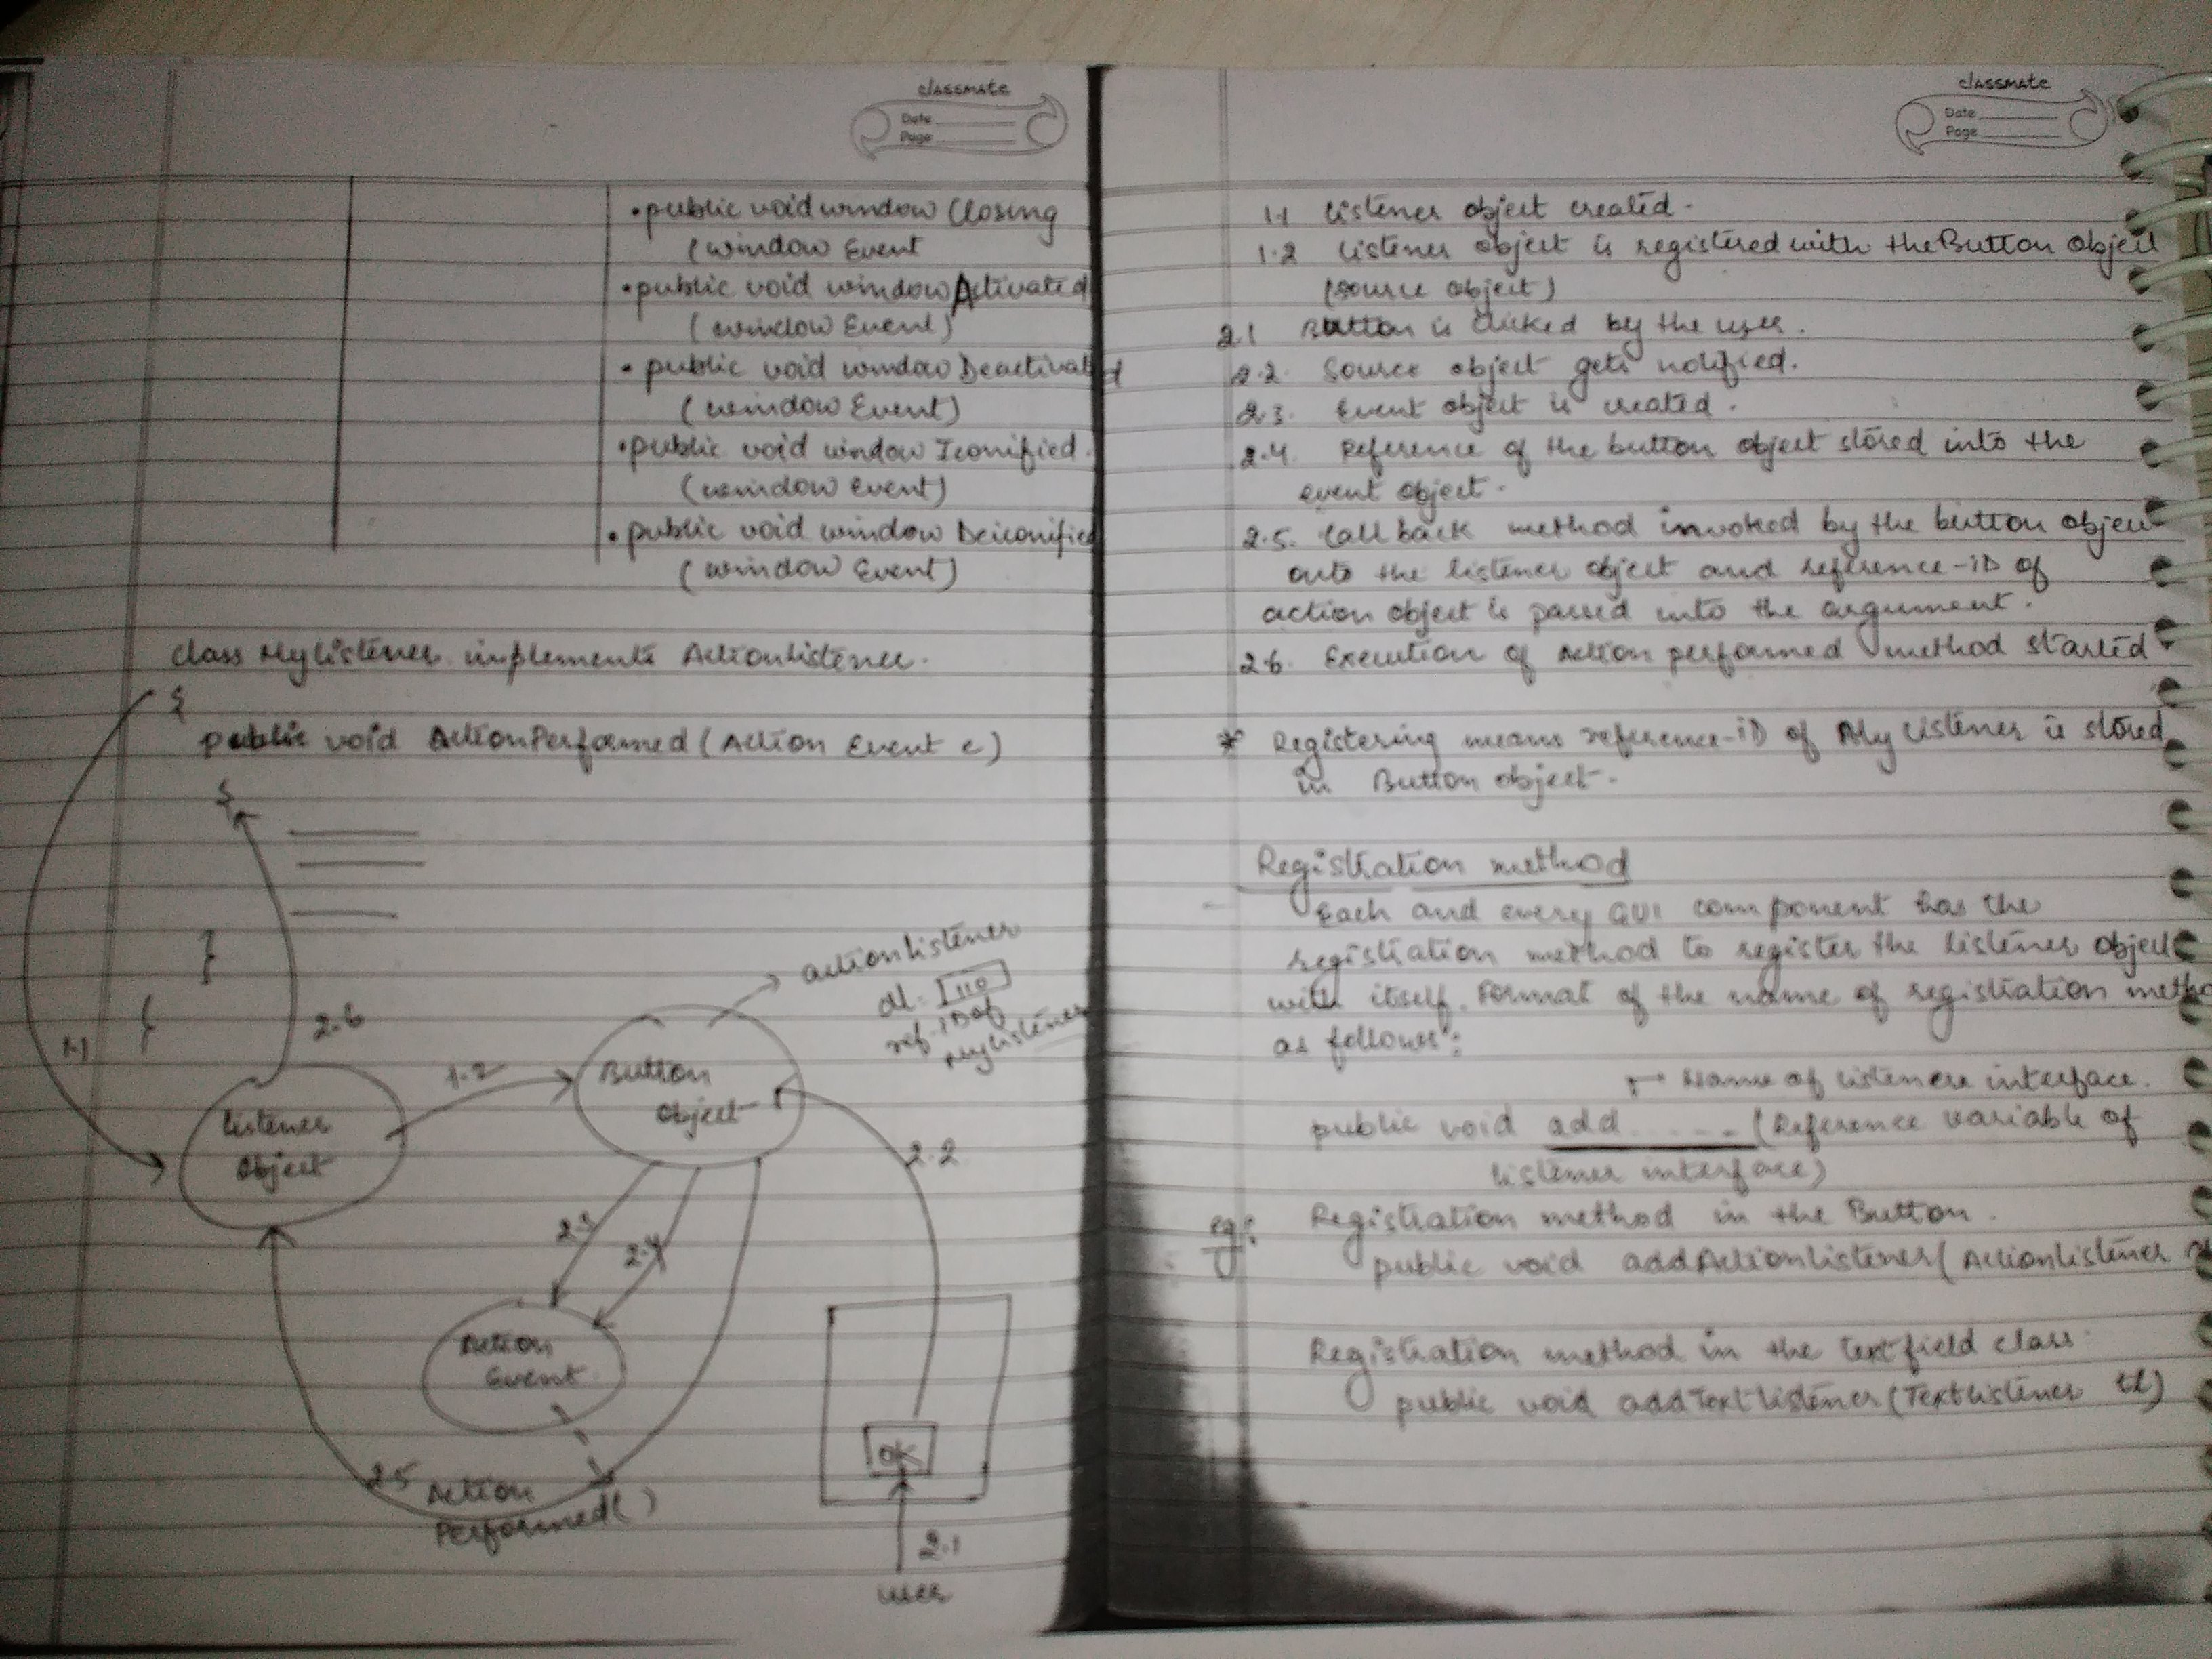 classmate
Date
Page
• public void window Closing
(window Event
• public void window Activated
(window Event)
• public void window Deactivated
(window Event)
• public void window Iconified
(window Event)
• public void window Deiconified
(window Event)
class MyListener implements ActionListener.
{
public void ActionPerformed (Action Event e)
{
}
}
1.1
2.6
1.2
Listener
Object
Button
Object
actionlistener
al. 110
ref. ID of
MyListener
2.2
2.3
2.4
Action
Event
2.5 Action
Performed( )
OK
2.1
user
classmate
Date
Page
1.1 Listener object created.
1.2 Listener object is registered with the Button object
(source object)
2.1 Button is clicked by the user.
2.2 Source object gets notified.
2.3. Event object is created.
2.4. Reference of the button object stored into the
event object.
2.5. Call back method invoked by the button object
onto the listener object and reference-iD of
action object is passed into the argument.
2.6. Execution of Action performed method started
* Registering means reference-iD of My Listener is stored
in Button object.
Registration method
Each and every GUI component has the
registration method to register the listener object
with itself. Format of the name of registration metho
as follows:
→ Name of listeners interface.
public void add ..... (Reference variable of
listener interface)
eg: Registration method in the Button.
public void addActionlistener( Actionlistener
Registration method in the Textfield class.
public void addTextlistener (Textlistener tl)